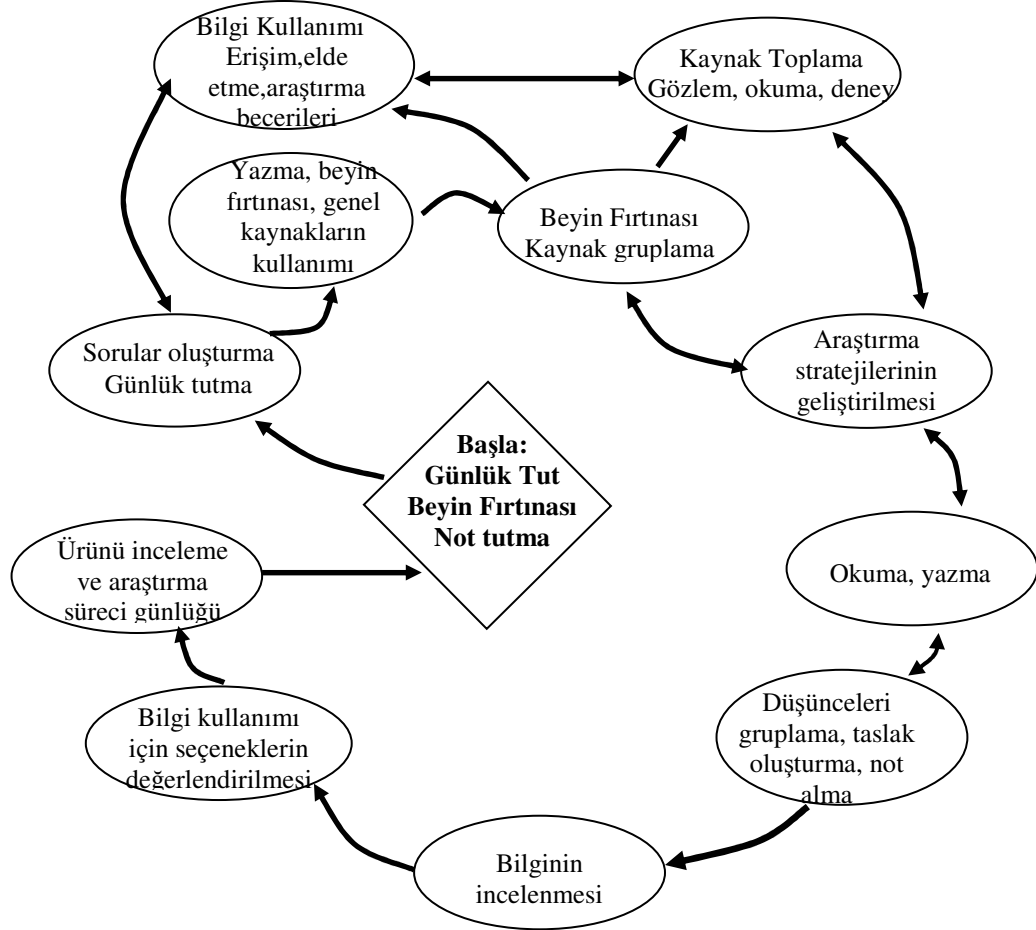 Bilgi Kullanımı
Erişim,elde
etme,araştırma
becerileri
Kaynak Toplama
Gözlem, okuma, deney
Yazma, beyin
fırtınası, genel
kaynakların
kullanımı
Beyin Fırtınası
Kaynak gruplama
Sorular oluşturma
Günlük tutma
Araştırma
stratejilerinin
geliştirilmesi
Başla:
Günlük Tut
Beyin Fırtınası
Not tutma
Ürünü inceleme
ve araştırma
süreci günlüğü
Okuma, yazma
Düşünceleri
gruplama, taslak
oluşturma, not
alma
Bilgi kullanımı
için seçeneklerin
değerlendirilmesi
Bilginin
incelenmesi